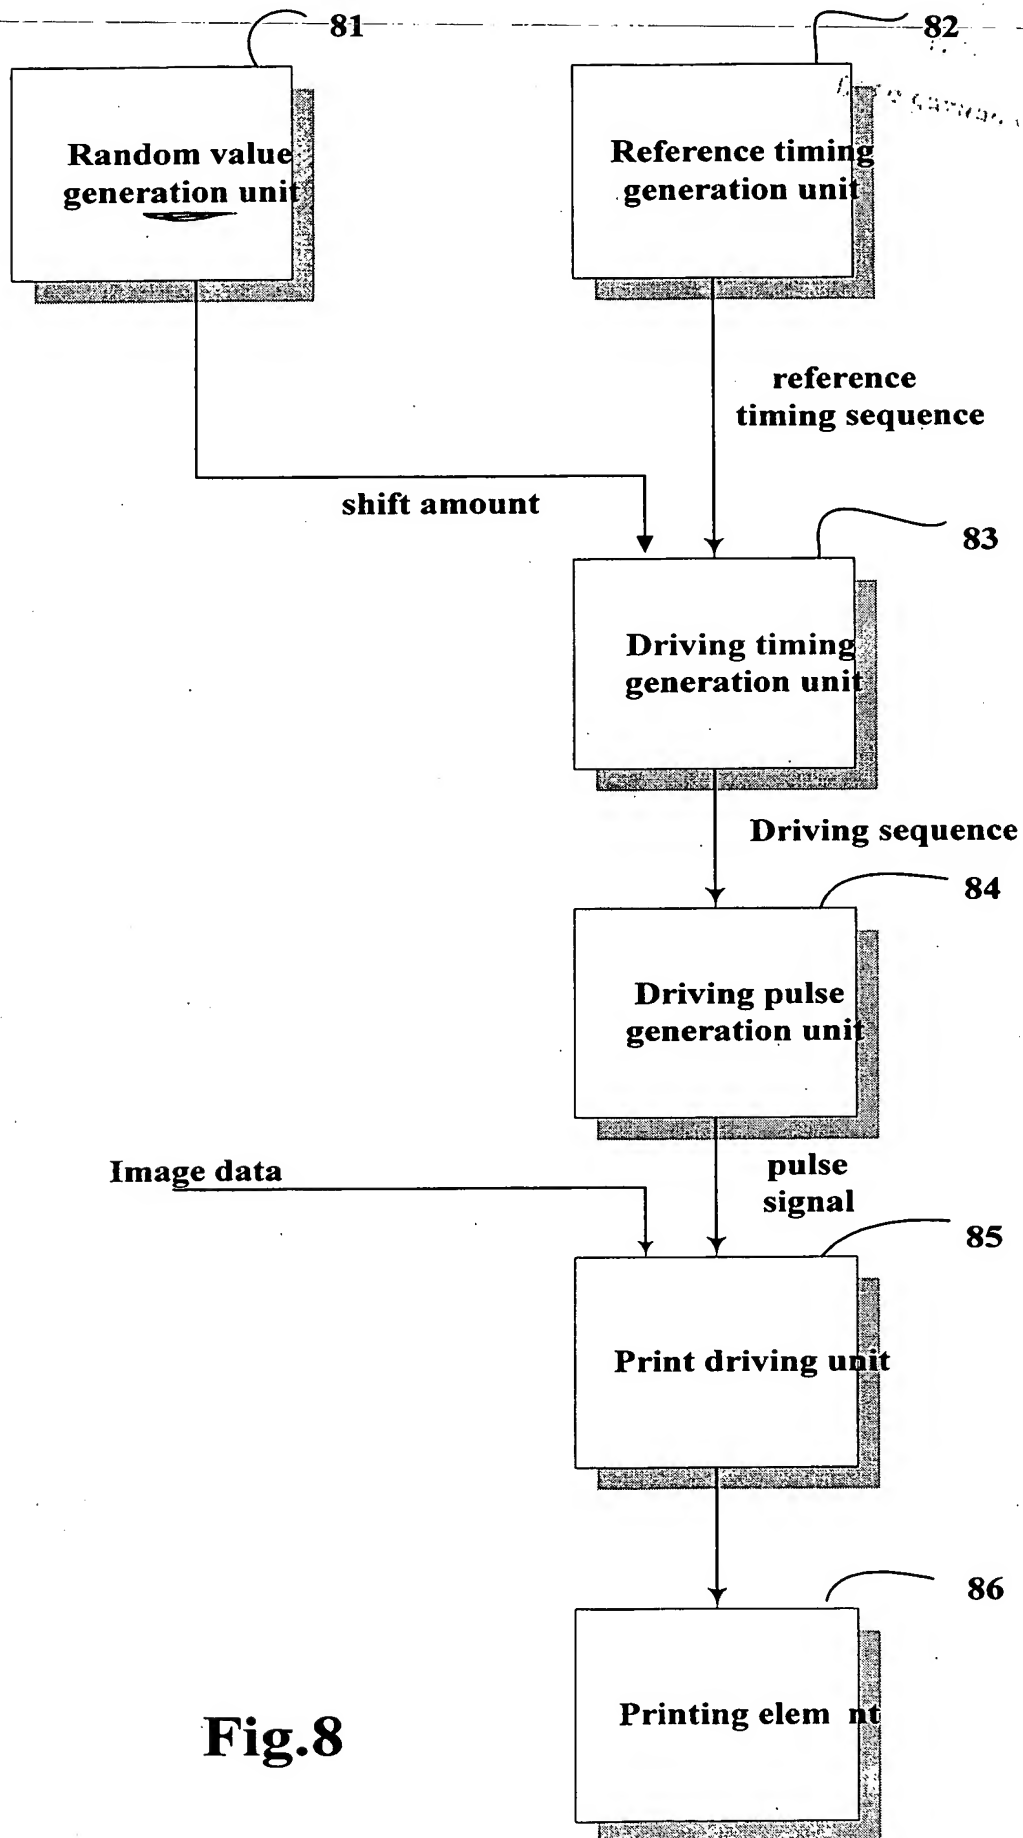 81
82
Random value
generation unit
Reference timing
generation unit
reference
timing sequence
shift amount
83
Driving timing
generation unit
Driving sequence
84
Driving pulse
generation unit
Image data
pulse
signal
85
Print driving unit
86
Printing elem nt
Fig.8